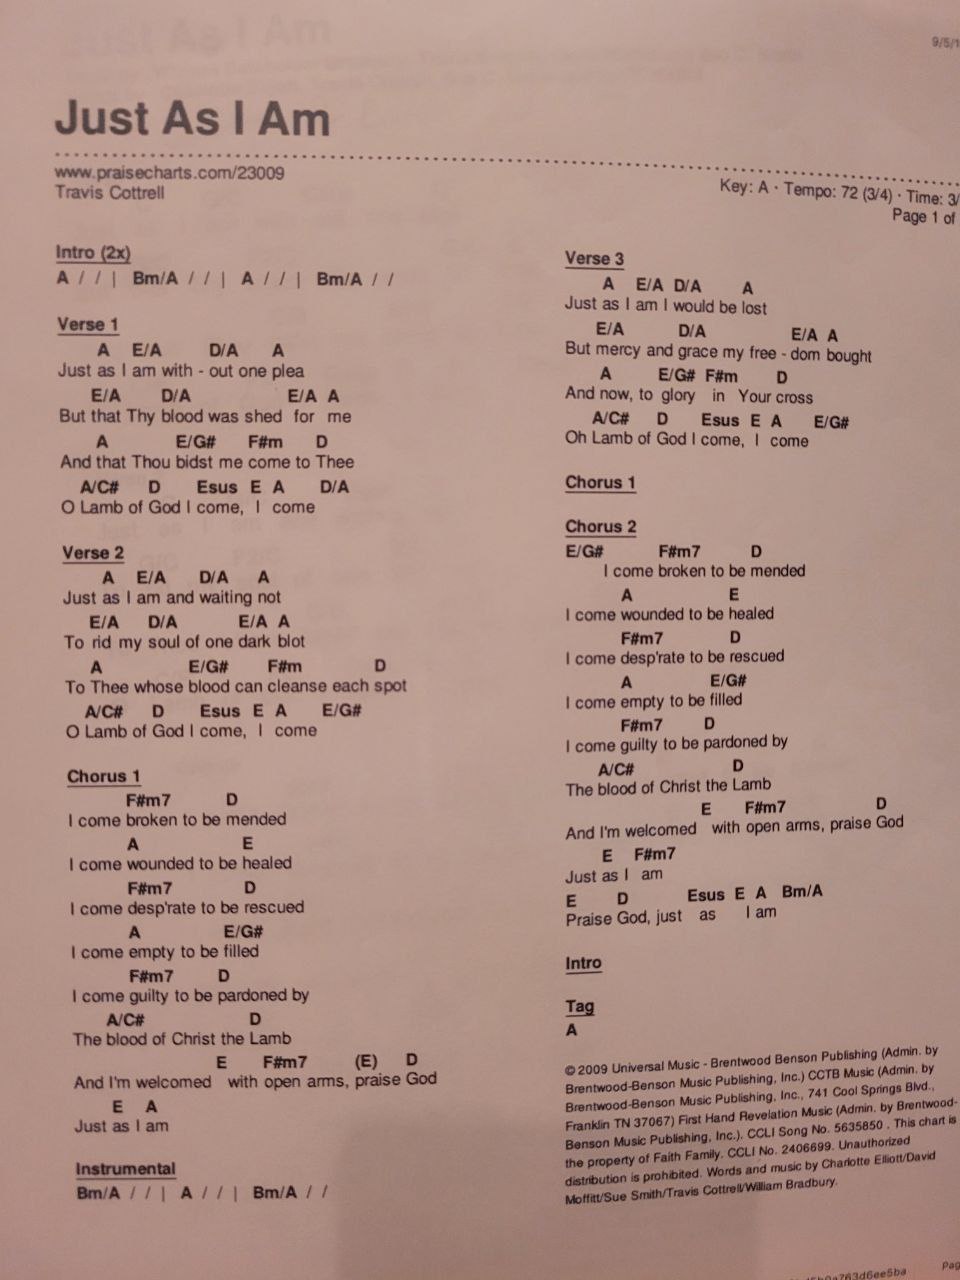 9/5/1
Just As I Am
www.praisecharts.com/23009
Travis Cottrell
Key: A · Tempo: 72 (3/4) · Time: 3/
Page 1 of
Intro (2x)
A / / | Bm/A / / | A / / | Bm/A / /
Verse 1
A E/A D/A A
Just as I am with - out one plea
E/A D/A E/A A
But that Thy blood was shed for me
A E/G# F#m D
And that Thou bidst me come to Thee
A/C# D Esus E A D/A
O Lamb of God I come, I come
Verse 2
A E/A D/A A
Just as I am and waiting not
E/A D/A E/A A
To rid my soul of one dark blot
A E/G# F#m D
To Thee whose blood can cleanse each spot
A/C# D Esus E A E/G#
O Lamb of God I come, I come
Chorus 1
F#m7 D
I come broken to be mended
A E
I come wounded to be healed
F#m7 D
I come desp'rate to be rescued
A E/G#
I come empty to be filled
F#m7 D
I come guilty to be pardoned by
A/C# D
The blood of Christ the Lamb
E F#m7 (E) D
And I'm welcomed with open arms, praise God
E A
Just as I am
Instrumental
Bm/A / / | A / / | Bm/A / /
Verse 3
A E/A D/A A
Just as I am I would be lost
E/A D/A E/A A
But mercy and grace my free - dom bought
A E/G# F#m D
And now, to glory in Your cross
A/C# D Esus E A E/G#
Oh Lamb of God I come, I come
Chorus 1
Chorus 2
E/G# F#m7 D
I come broken to be mended
A E
I come wounded to be healed
F#m7 D
I come desp'rate to be rescued
A E/G#
I come empty to be filled
F#m7 D
I come guilty to be pardoned by
A/C# D
The blood of Christ the Lamb
E F#m7 D
And I'm welcomed with open arms, praise God
E F#m7
Just as I am
E D Esus E A Bm/A
Praise God, just as I am
Intro
Tag
A
© 2009 Universal Music - Brentwood Benson Publishing (Admin. by
Brentwood-Benson Music Publishing, Inc.) CCTB Music (Admin. by
Brentwood-Benson Music Publishing, Inc., 741 Cool Springs Blvd.,
Franklin TN 37067) First Hand Revelation Music (Admin. by Brentwood-
Benson Music Publishing, Inc.). CCLI Song No. 5635850 . This chart is
the property of Faith Family. CCLI No. 2406699. Unauthorized
distribution is prohibited. Words and music by Charlotte Elliott/David
Moffitt/Sue Smith/Travis Cottrell/William Bradbury.
Pag